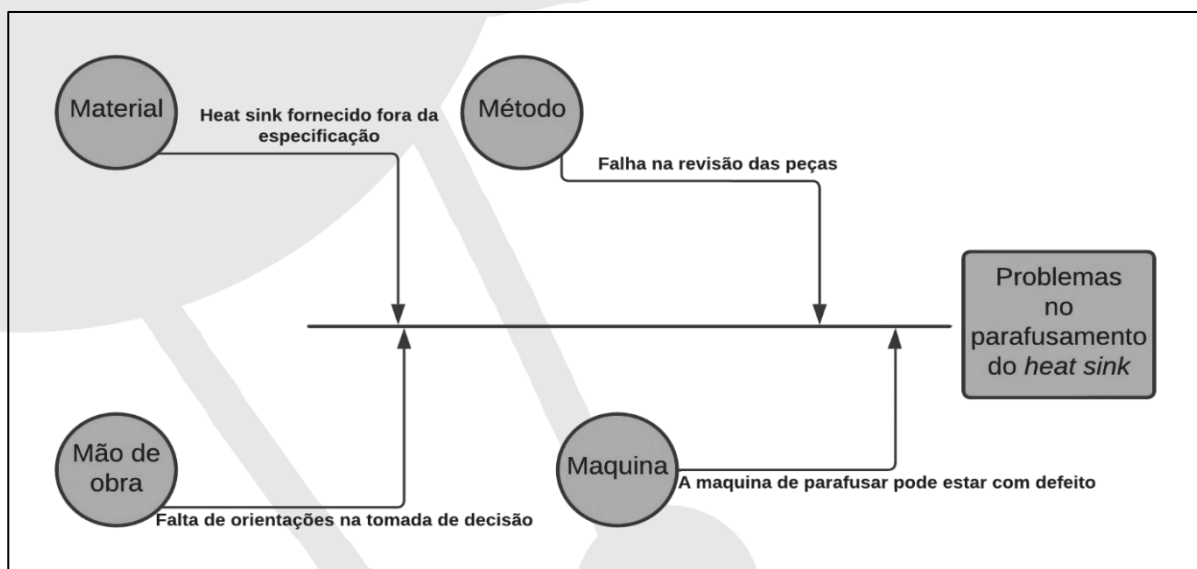 Material
Heat sink fornecido fora da
especificação
Método
Falha na revisão das peças
Problemas
no
parafusamento
do heat sink
Mão de
obra
Falta de orientações na tomada de decisão
Maquina
A maquina de parafusar pode estar com defeito